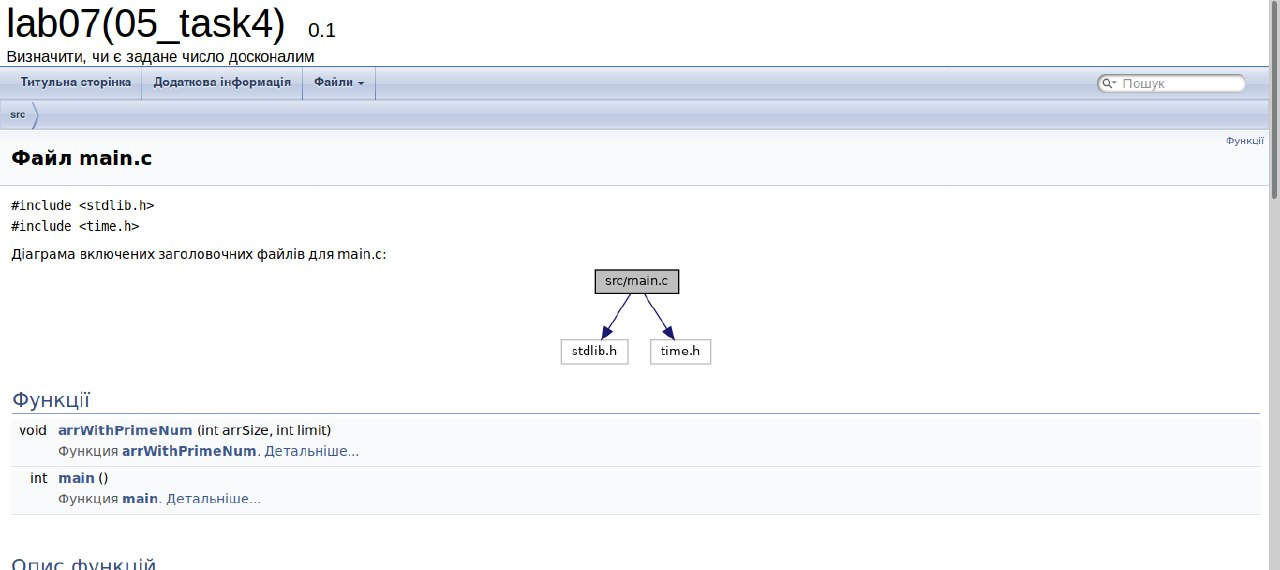 lab07(05_task4) 0.1
Визначити, чи є задане число досконалим
Титульна сторінка Додаткова інформація Файли Пошук
src
Функції
Файл main.c
#include <stdlib.h>
#include <time.h>
Діаграма включених заголовочних файлів для main.c:
src/main.c
stdlib.h time.h
Функції
void arrWithPrimeNum (int arrSize, int limit)
Функция arrWithPrimeNum. Детальніше...
int main ()
Функция main. Детальніше...
Опис функцій